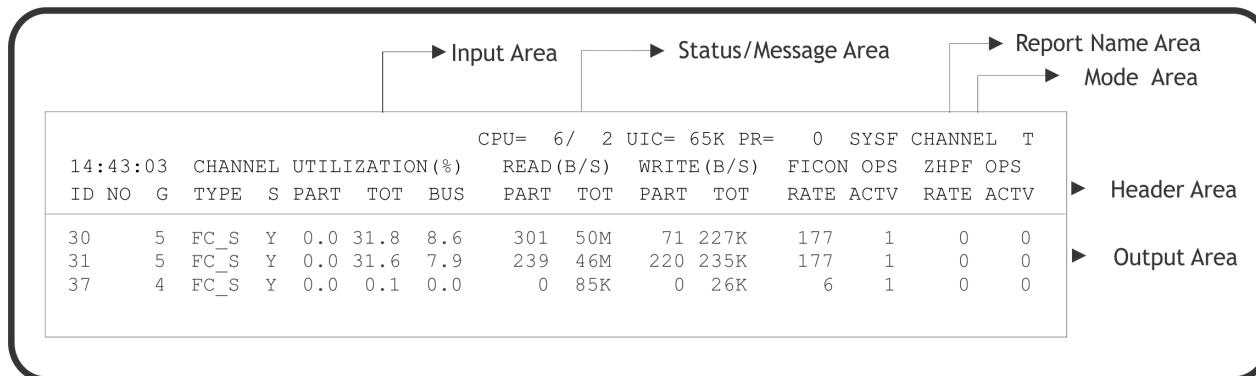 Input Area
Status/Message Area
Report Name Area
Mode Area
CPU= 6/ 2 UIC= 65K PR= 0 SYSF CHANNEL T
14:43:03 CHANNEL UTILIZATION(%) READ(B/S) WRITE(B/S) FICON OPS ZHPF OPS
ID NO G TYPE S PART TOT BUS PART TOT PART TOT RATE ACTV RATE ACTV
Header Area
30 5 FC_S Y 0.0 31.8 8.6 301 50M 71 227K 177 1 0 0
31 5 FC_S Y 0.0 31.6 7.9 239 46M 220 235K 177 1 0 0
37 4 FC_S Y 0.0 0.1 0.0 0 85K 0 26K 6 1 0 0
Output Area